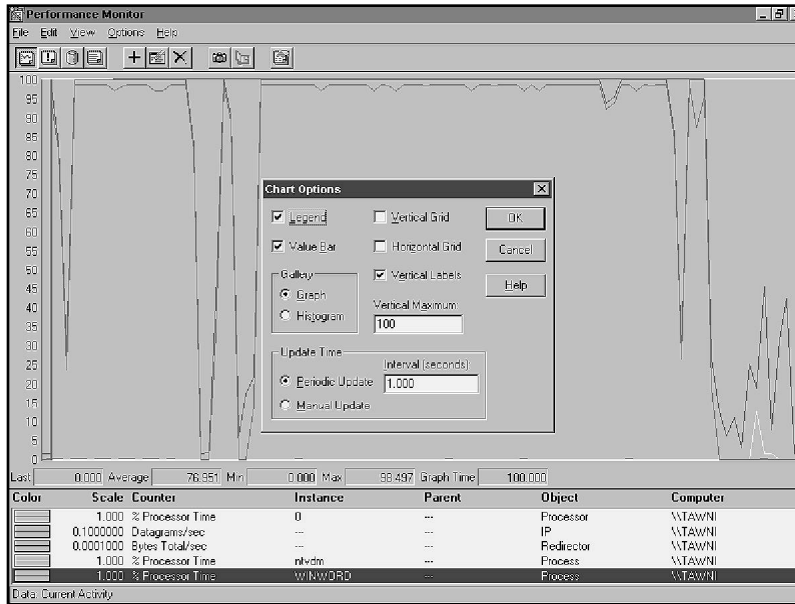 Performance Monitor
File Edit View Options Help
100
95
90
85
80
75
70
65
60
55
50
45
40
35
30
25
20
15
10
5
0
Chart Options
Legend
Vertical Grid
OK
Value Bar
Horizontal Grid
Cancel
Gallery
Vertical Labels
Help
Graph
Vertical Maximum:
Histogram
100
Update Time
Interval (seconds):
Periodic Update
1.000
Manual Update
Last 0.000 Average 76.951 Min 0.000 Max 98.497 Graph Time 100.000
Color Scale Counter Instance Parent Object Computer
1.000 % Processor Time 0 --- Processor \\TAWNI
0.1000000 Datagrams/sec --- --- IP \\TAWNI
0.0001000 Bytes Total/sec --- --- Redirector \\TAWNI
1.000 % Processor Time ntvdm --- Process \\TAWNI
1.000 % Processor Time WINWORD --- Process \\TAWNI
Data: Current Activity